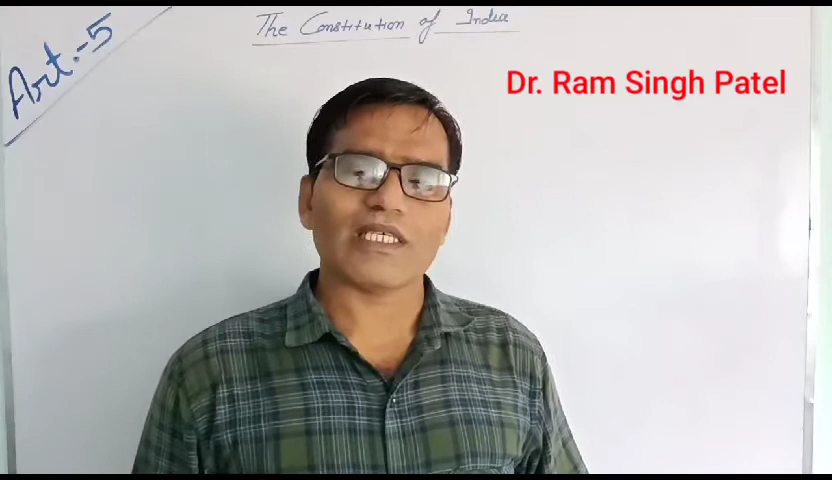 The Constitution of India
Art.-5
Dr. Ram Singh Patel